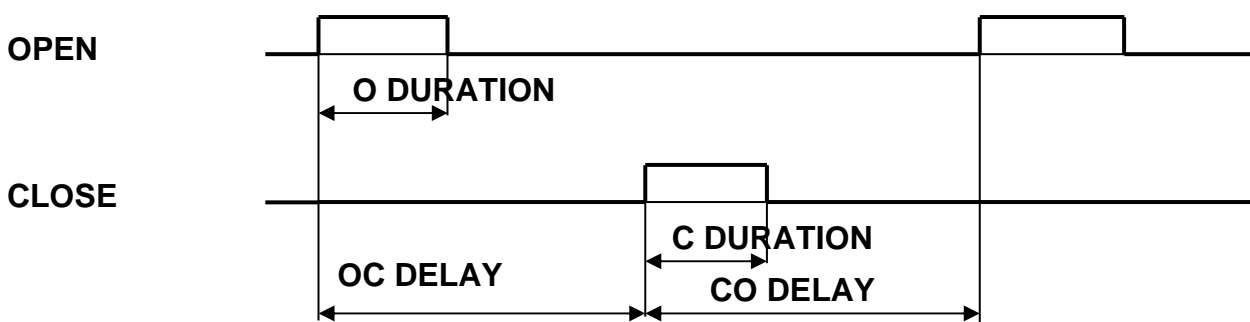 OPEN
O DURATION
CLOSE
C DURATION
OC DELAY
CO DELAY